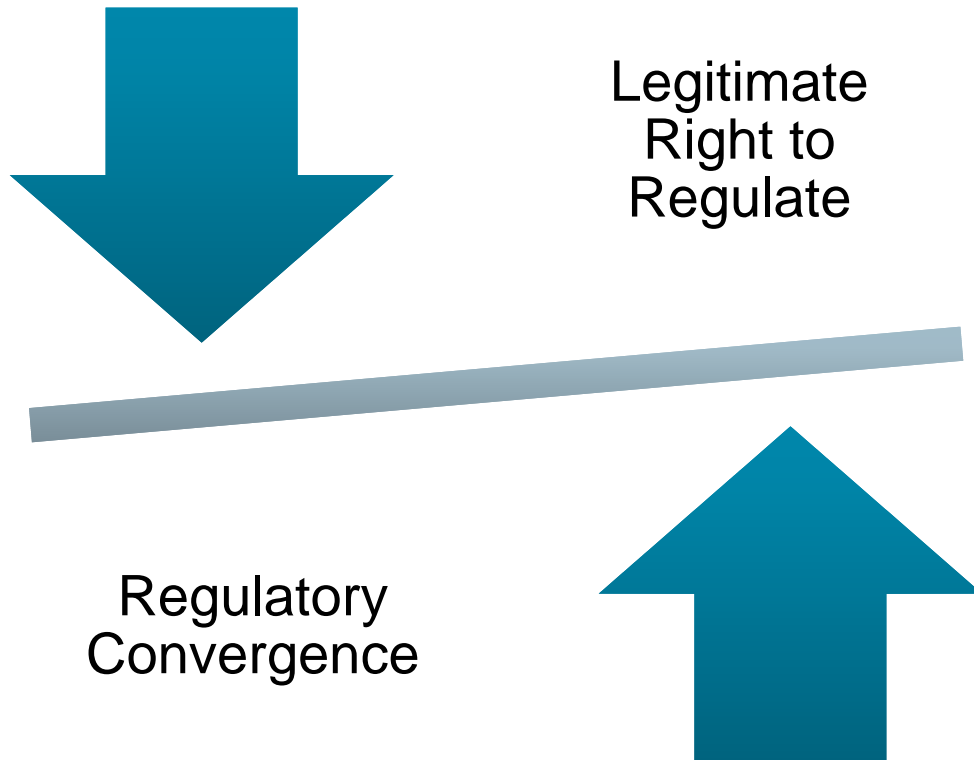 Legitimate
Right to
Regulate
Regulatory
Convergence